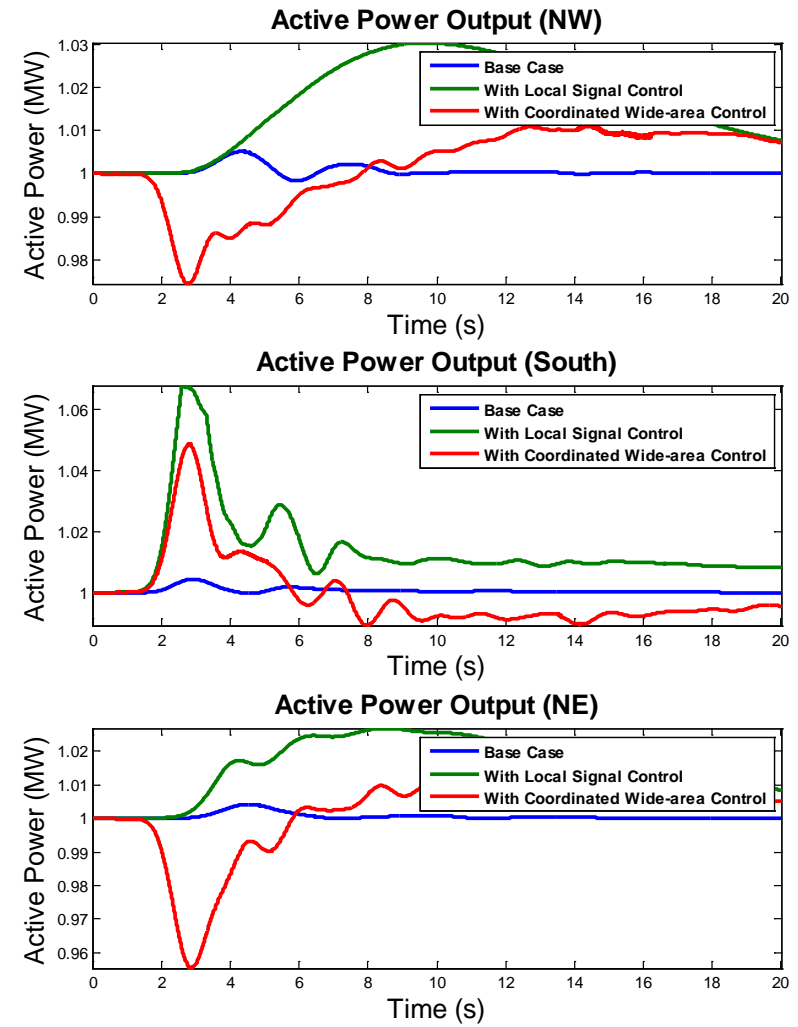 Active Power Output (NW)
Active Power (MW)
1.03
1.02
1.01
1
0.99
0.98
Base Case
With Local Signal Control
With Coordinated Wide-area Control
0 2 4 6 8 10 12 14 16 18 20
Time (s)
Active Power Output (South)
Active Power (MW)
1.06
1.04
1.02
1
Base Case
With Local Signal Control
With Coordinated Wide-area Control
0 2 4 6 8 10 12 14 16 18 20
Time (s)
Active Power Output (NE)
Active Power (MW)
1.02
1.01
1
0.99
0.98
0.97
0.96
Base Case
With Local Signal Control
With Coordinated Wide-area Control
0 2 4 6 8 10 12 14 16 18 20
Time (s)